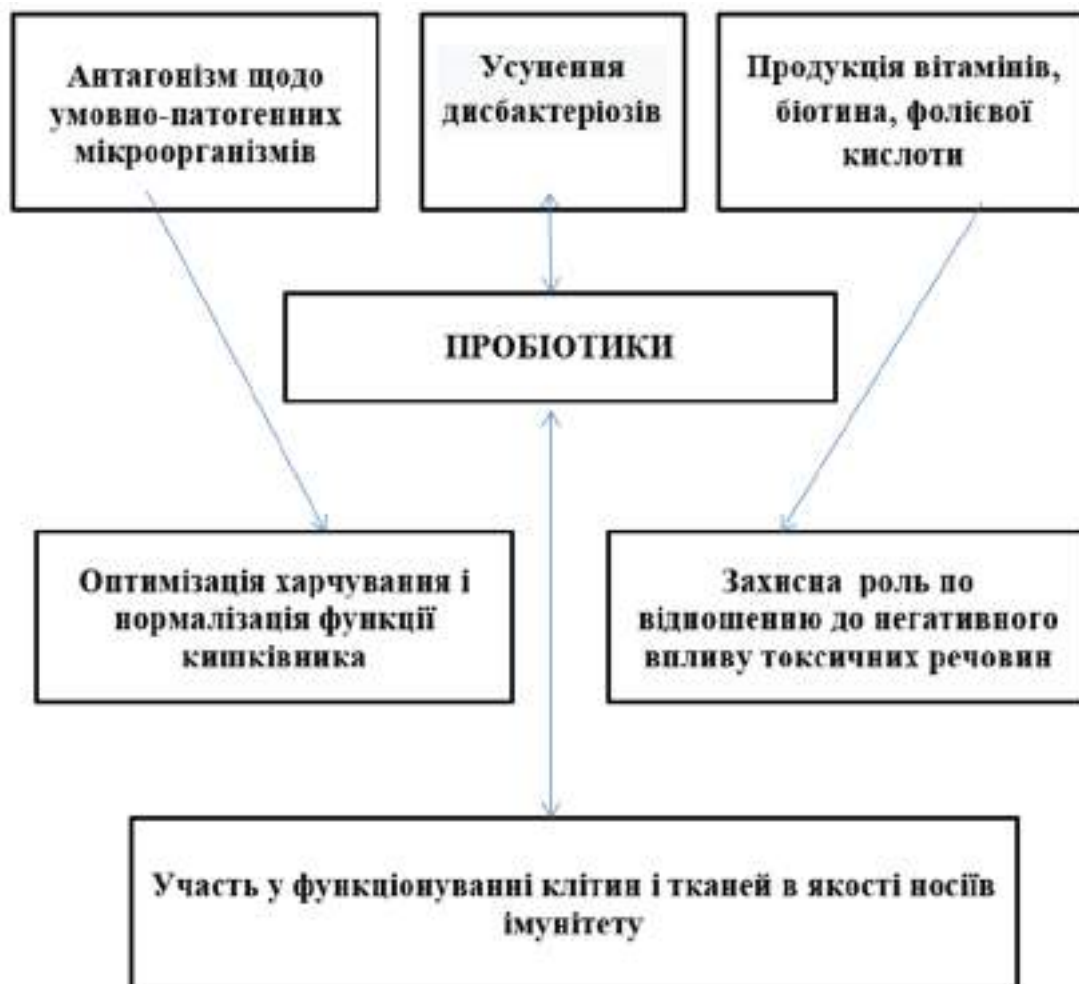 Антагонізм щодо
умовно-патогенних
мікроорганізмів
Усунення
дисбактеріозів
Продукція вітамінів,
біотина, фолієвої
кислоти
ПРОБІОТИКИ
Оптимізація харчування і
нормалізація функції
кишківника
Захисна роль по
відношенню до негативного
впливу токсичних речовин
Участь у функціонуванні клітин і тканей в якості носіїв
імунітету